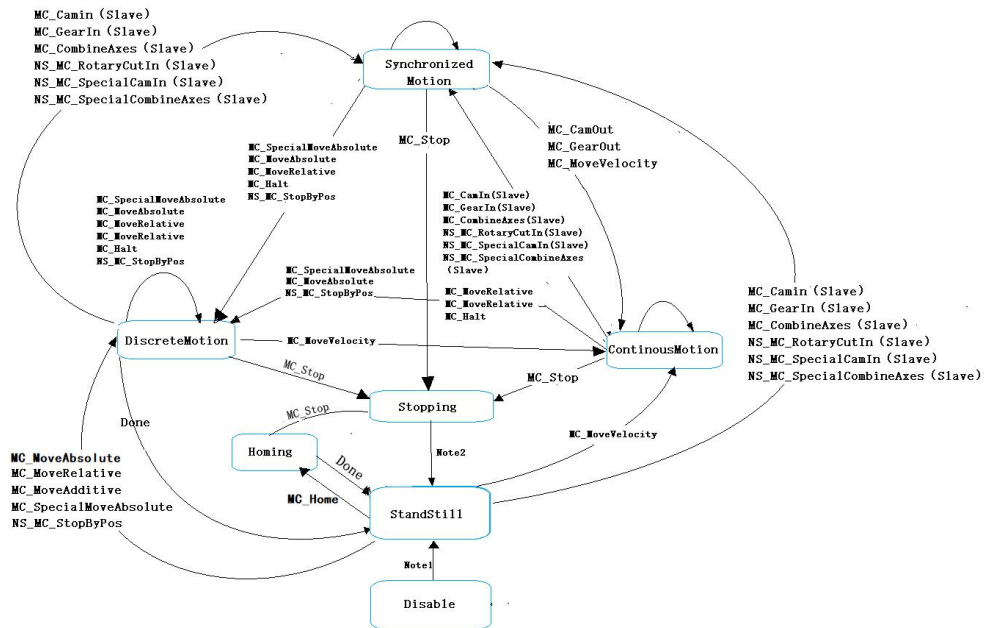 MC_Camin (Slave)
MC_GearIn (Slave)
MC_CombineAxes (Slave)
NS_MC_RotaryCutIn (Slave)
NS_MC_SpecialCamIn (Slave)
NS_MC_SpecialCombineAxes (Slave)
Synchronized
Motion
MC_Stop
MC_CamOut
MC_GearOut
MC_MoveVelocity
MC_SpecialMoveAbsolute
MC_MoveAbsolute
MC_MoveRelative
MC_Halt
NS_MC_StopByPos
MC_SpecialMoveAbsolute
MC_MoveAbsolute
MC_MoveRelative
MC_MoveRelative
MC_Halt
NS_MC_StopByPos
MC_CamIn(Slave)
MC_GearIn(Slave)
MC_CombineAxes(Slave)
NS_MC_RotaryCutIn(Slave)
NS_MC_SpecialCamIn(Slave)
NS_MC_SpecialCombineAxes
(Slave)
MC_SpecialMoveAbsolute
MC_MoveAbsolute
NS_MC_StopByPos
MC_MoveRelative
MC_MoveRelative
MC_Halt
MC_Camin (Slave)
MC_GearIn (Slave)
MC_CombineAxes (Slave)
NS_MC_RotaryCutIn (Slave)
NS_MC_SpecialCamIn (Slave)
NS_MC_SpecialCombineAxes (Slave)
DiscreteMotion
MC_MoveVelocity
ContinousMotion
MC_Stop
MC_Stop
Stopping
MC_Stop
Done
MC_MoveVelocity
Homing
Note2
Done
MC_MoveAbsolute
MC_MoveRelative
MC_MoveAdditive
MC_SpecialMoveAbsolute
NS_MC_StopByPos
MC_Home
StandStill
Note1
Disable